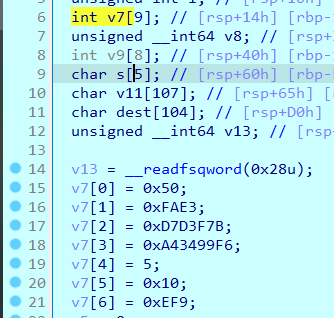 5
6 int v7[9]; // [rsp+14h] [rbp-
7 unsigned __int64 v8; // [rsp+
8 int v9[8]; // [rsp+40h] [rbp-
9 char s[5]; // [rsp+60h] [rbp-
10 char v11[107]; // [rsp+65h] [
11 char dest[104]; // [rsp+D0h]
12 unsigned __int64 v13; // [rsp
13
14 v13 = __readfsqword(0x28u);
15 v7[0] = 0x50;
16 v7[1] = 0xFAE3;
17 v7[2] = 0xD7D3F7B;
18 v7[3] = 0xA43499F6;
19 v7[4] = 5;
20 v7[5] = 0x10;
21 v7[6] = 0xEF9;